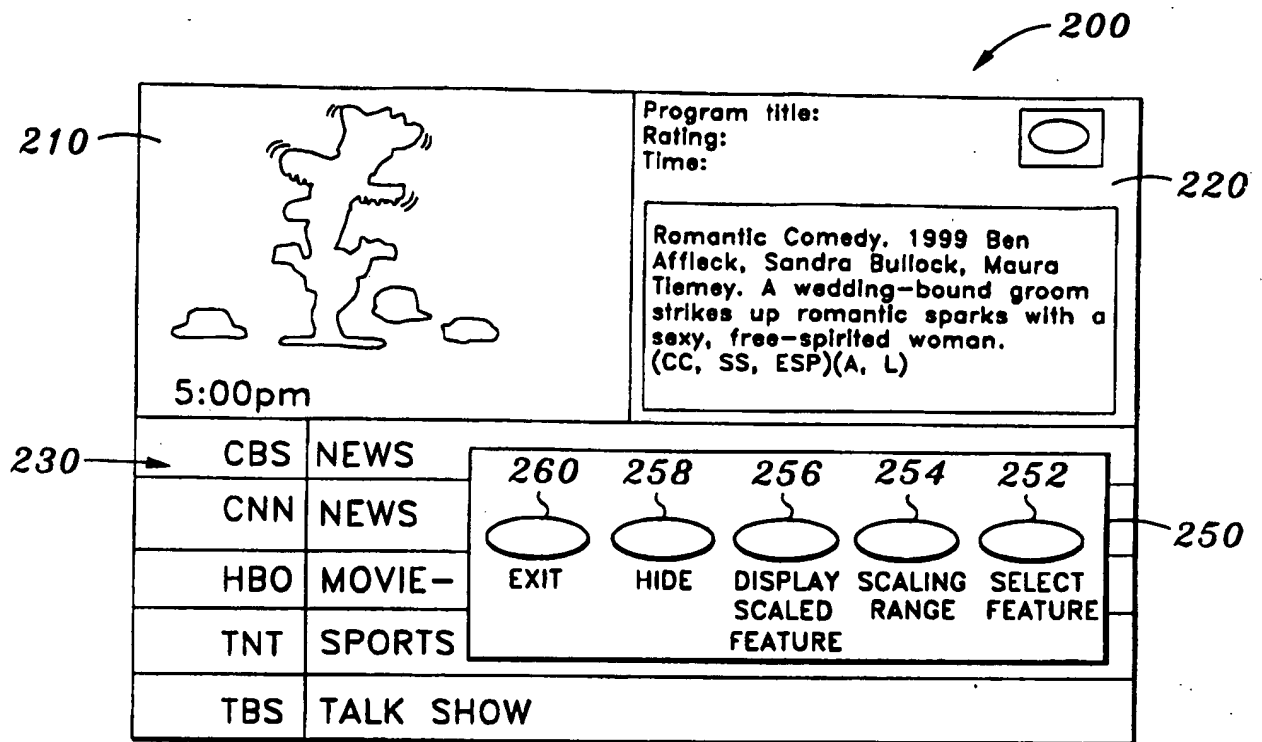 200
210
Program title:
Rating:
Time:
220
Romantic Comedy. 1999 Ben
Affleck, Sandra Bullock, Maura
Tiemey. A wedding-bound groom
strikes up romantic sparks with a
sexy, free-spirited woman.
(CC, SS, ESP)(A, L)
5:00pm
230
CBS NEWS
CNN NEWS
HBO MOVIE-
TNT SPORTS
TBS TALK SHOW
260 258 256 254 252
250
EXIT HIDE DISPLAY SCALING SELECT
SCALED RANGE FEATURE
FEATURE